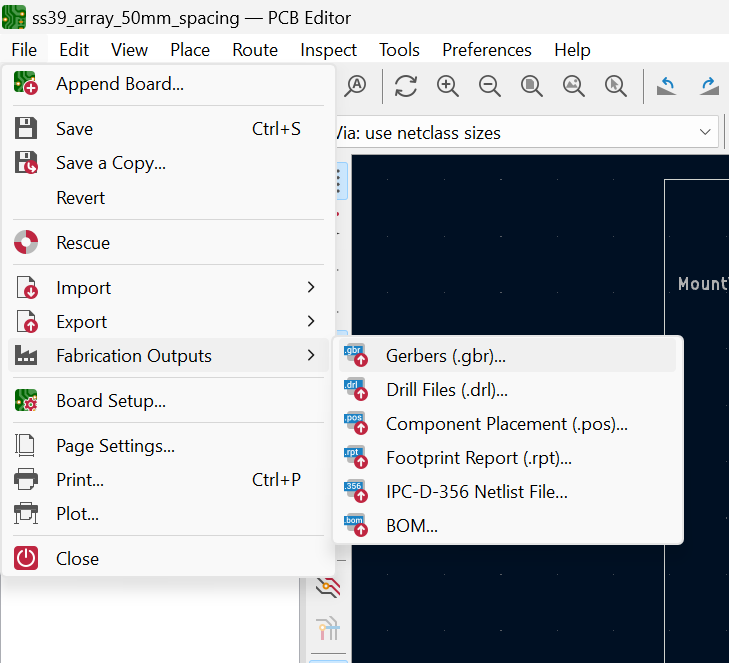 ss39_array_50mm_spacing — PCB Editor
File Edit View Place Route Inspect Tools Preferences Help
Append Board...
Save Ctrl+S
Via: use netclass sizes
Save a Copy...
Revert
Rescue
Import
Export
Fabrication Outputs
Board Setup...
Page Settings...
Print... Ctrl+P
Plot...
Close
.gbr Gerbers (.gbr)...
.drl Drill Files (.drl)...
.pos Component Placement (.pos)...
.rpt Footprint Report (.rpt)...
.356 IPC-D-356 Netlist File...
.bom BOM...